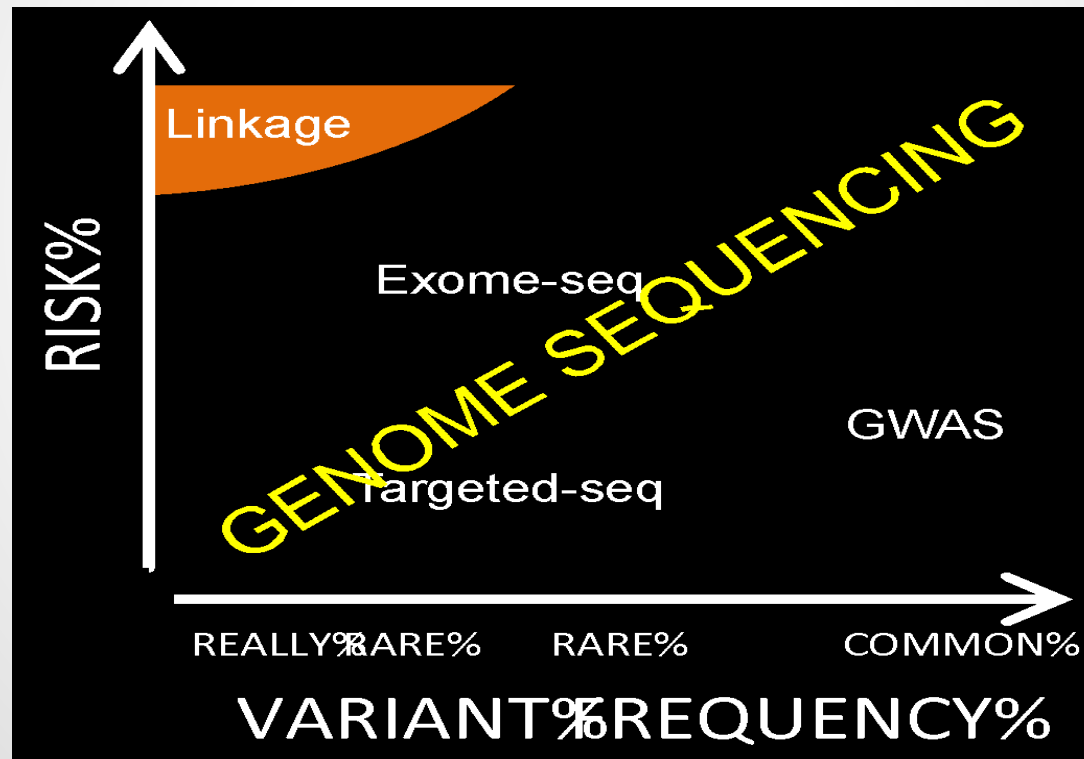 Linkage
RISK%
Exome-seq
GENOME SEQUENCING
GWAS
Targeted-seq
REALLY%RARE% RARE% COMMON%
VARIANT%FREQUENCY%